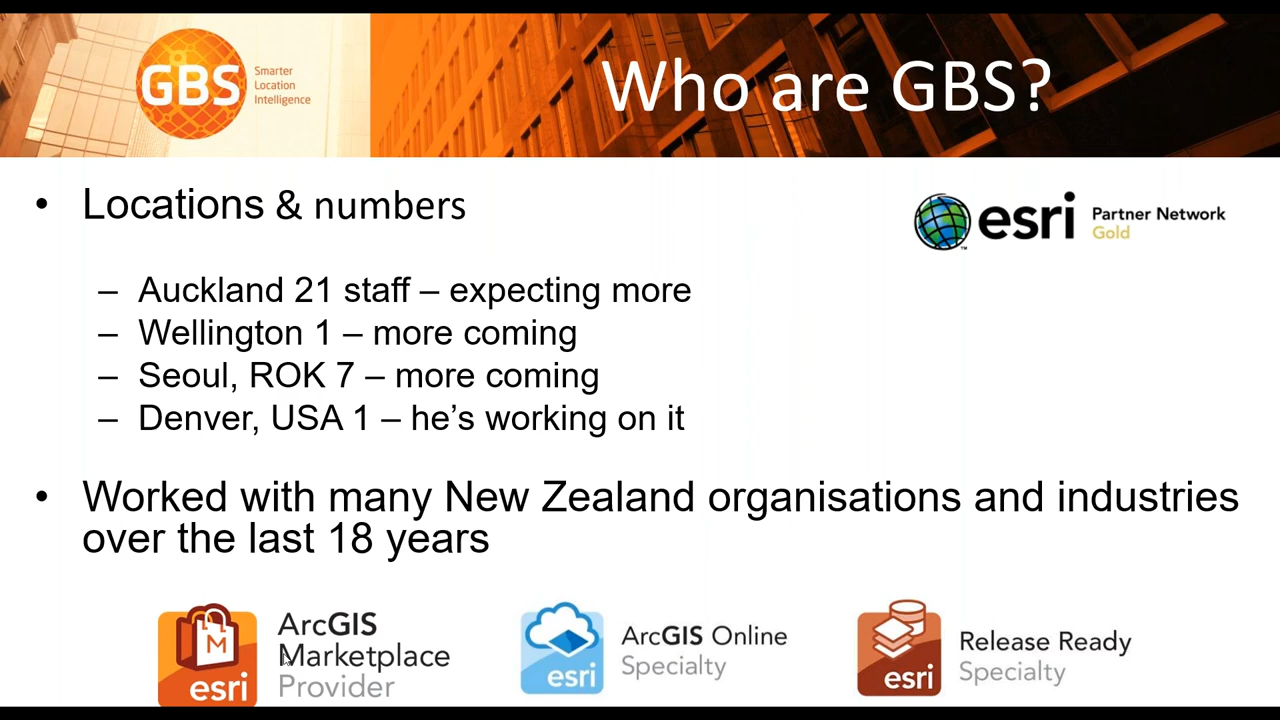 GBS
Smarter
Location
Intelligence
Who are GBS?
• Locations & numbers
esri Partner Network
Gold
– Auckland 21 staff – expecting more
– Wellington 1 – more coming
– Seoul, ROK 7 – more coming
– Denver, USA 1 – he’s working on it
• Worked with many New Zealand organisations and industries
over the last 18 years
M
esri
ArcGIS
Marketplace
Provider
esri
ArcGIS Online
Specialty
esri
Release Ready
Specialty